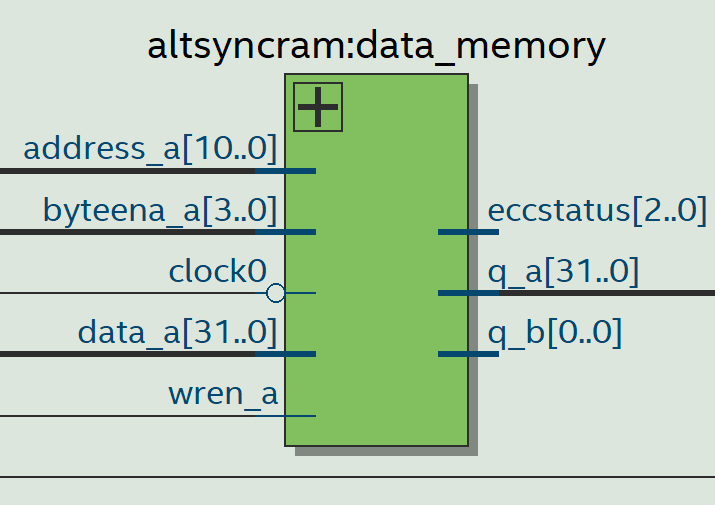 altsyncram:data_memory
address_a[10..0]
byteena_a[3..0]
eccstatus[2..0]
clock0
q_a[31..0]
data_a[31..0]
q_b[0..0]
wren_a